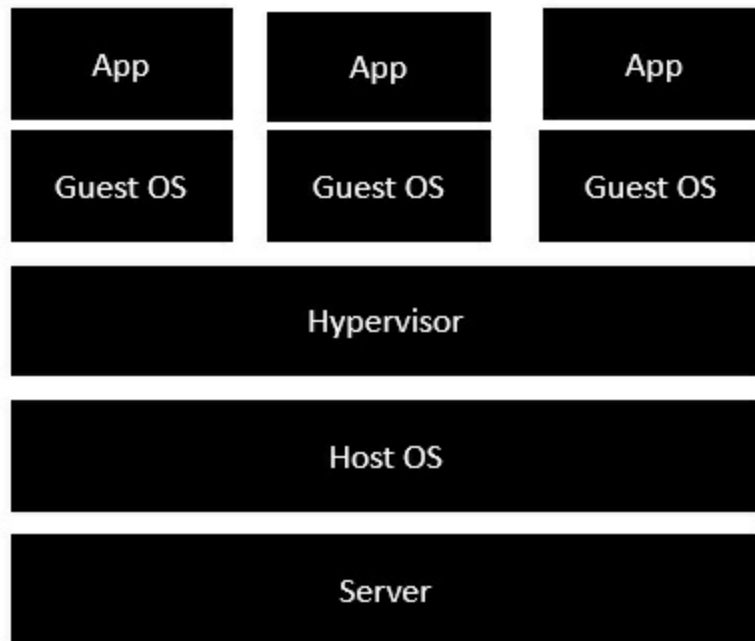 App App App
Guest OS Guest OS Guest OS
Hypervisor
Host OS
Server